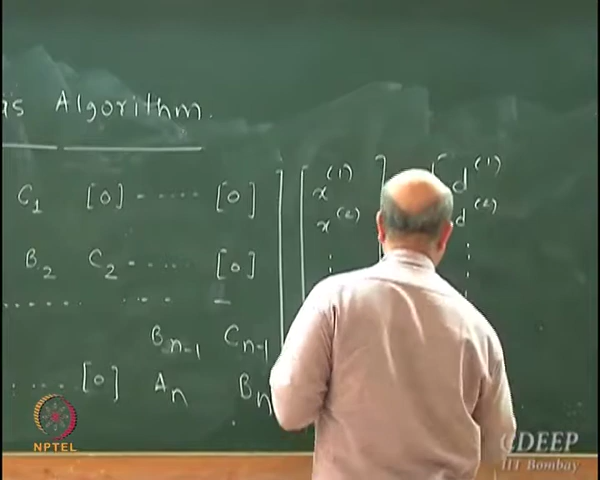 as Algorithm.
C₁ [0] ..... [0] x⁽¹⁾ d⁽¹⁾
B₂ C₂ ..... [0] x⁽²⁾ d⁽²⁾
Bₙ₋₁ Cₙ₋₁
..... [0] Aₙ Bₙ
NPTEL
CDEEP
IIT Bombay